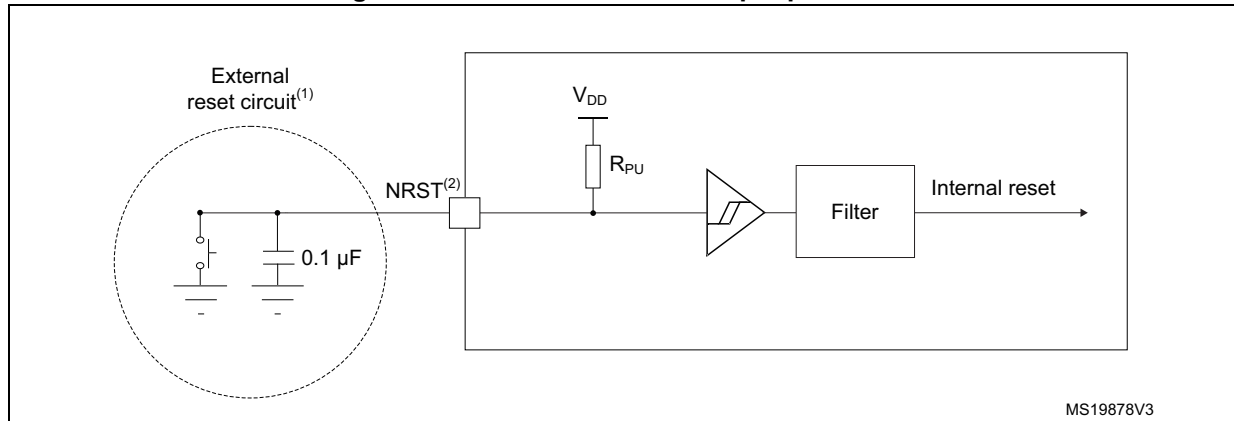 External
reset circuit(1)
VDD
RPU
NRST(2)
Filter
Internal reset
0.1 µF
MS19878V3